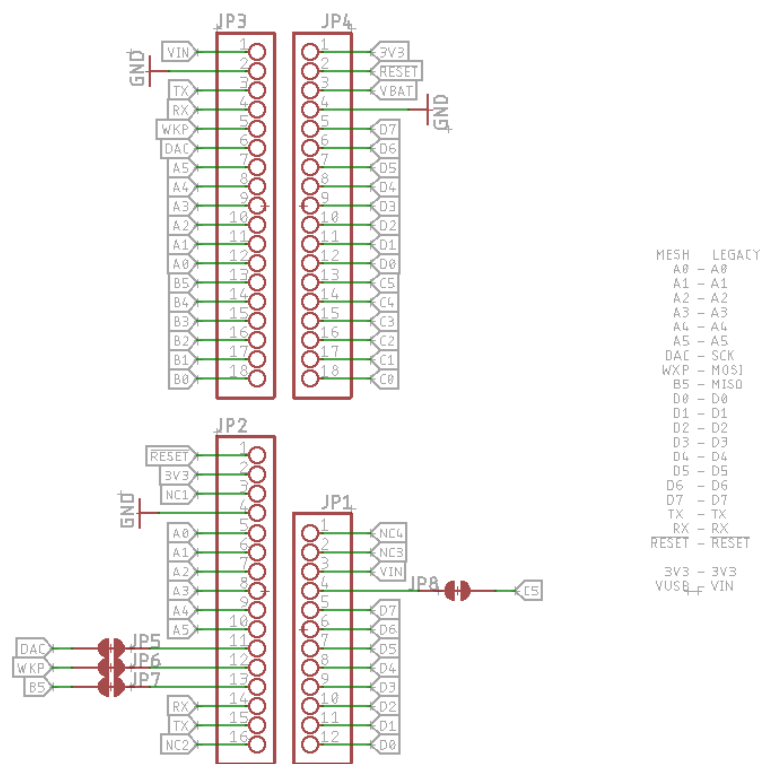 JP3 JP4
VIN 1 1 3V3
GND 2 2 RESET
TX 3 3 VBAT
RX 4 4 GND
WKP 5 5 D7
DAC 6 6 D6
A5 7 7 D5
A4 8 8 D4
A3 9 9 D3
A2 10 10 D2
A1 11 11 D1
A0 12 12 D0
B5 13 13 C5
B4 14 14 C4
B3 15 15 C3
B2 16 16 C2
B1 17 17 C1
B0 18 18 C0
JP2
RESET 1
3V3 2
NC1 3
GND 4
A0 5
A1 6
A2 7
A3 8
A4 9
A5 10
DAC JP5 11
WKP JP6 12
B5 JP7 13
RX 14
TX 15
NC2 16
JP1
1 NC4
2 NC3
3 VIN
4 JP8 C5
5 D7
6 D6
7 D5
8 D4
9 D3
10 D2
11 D1
12 D0
MESH LEGACY
A0 - A0
A1 - A1
A2 - A2
A3 - A3
A4 - A4
A5 - A5
DAC - SCK
WXP - MOSI
B5 - MISO
D0 - D0
D1 - D1
D2 - D2
D3 - D3
D4 - D4
D5 - D5
D6 - D6
D7 - D7
TX - TX
RX - RX
RESET - RESET
3V3 - 3V3
VUSB - VIN